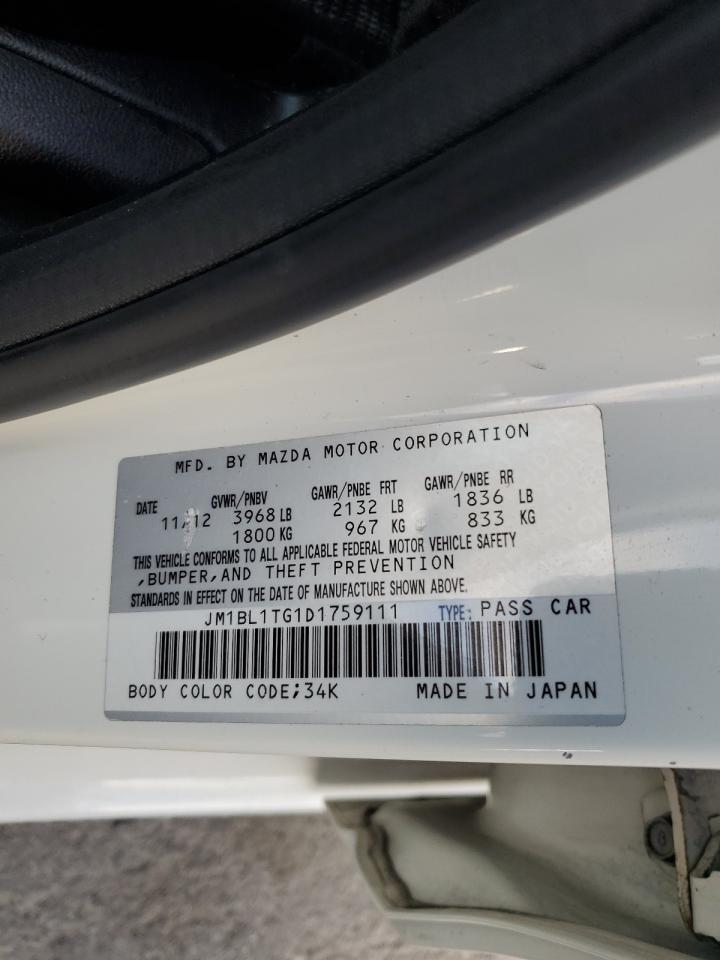 MFD. BY MAZDA MOTOR CORPORATION
DATE GVWR/PNBV GAWR/PNBE FRT GAWR/PNBE RR
11/12 3968 LB 2132 LB 1836 LB
1800 KG 967 KG 833 KG
THIS VEHICLE CONFORMS TO ALL APPLICABLE FEDERAL MOTOR VEHICLE SAFETY
,BUMPER,AND THEFT PREVENTION
STANDARDS IN EFFECT ON THE DATE OF MANUFACTURE SHOWN ABOVE.
JM1BL1TG1D1759111 TYPE: PASS CAR
BODY COLOR CODE;34K MADE IN JAPAN